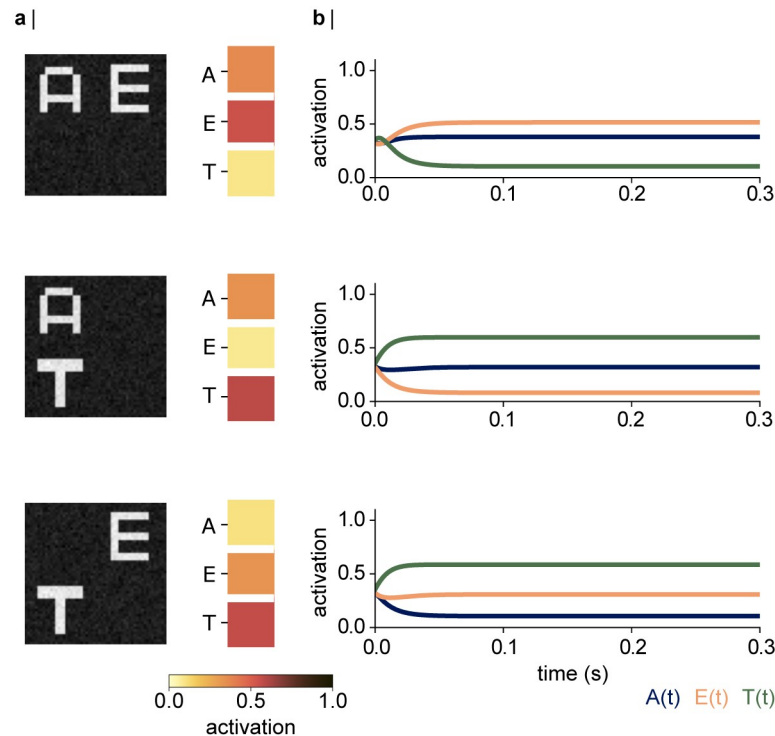 a | b |
A E
A
E
T
activation
1.0
0.5
0.0
0.0 0.1 0.2 0.3
A
T
A
E
T
activation
1.0
0.5
0.0
0.0 0.1 0.2 0.3
E
T
A
E
T
activation
1.0
0.5
0.0
0.0 0.1 0.2 0.3
time (s)
A(t) E(t) T(t)
0.0 0.5 1.0
activation